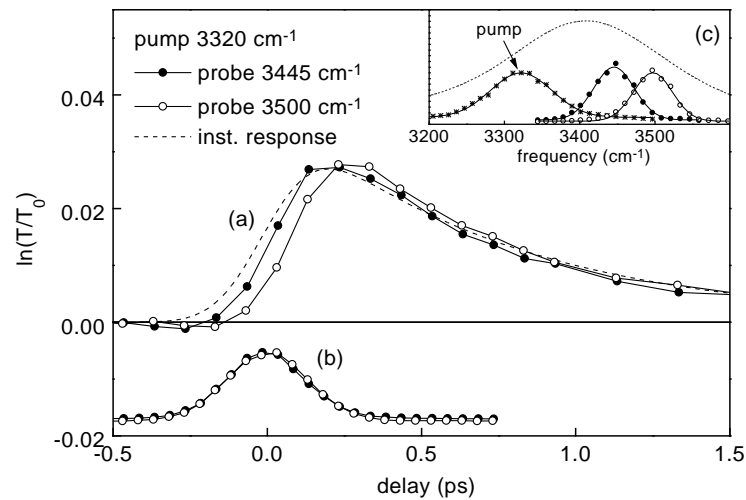 pump 3320 cm-1
probe 3445 cm-1
probe 3500 cm-1
inst. response
(c)
pump
3200 3300 3400 3500
frequency (cm-1)
0.04
0.02
0.00
-0.02
ln(T/T0)
(a)
(b)
-0.5 0.0 0.5 1.0 1.5
delay (ps)